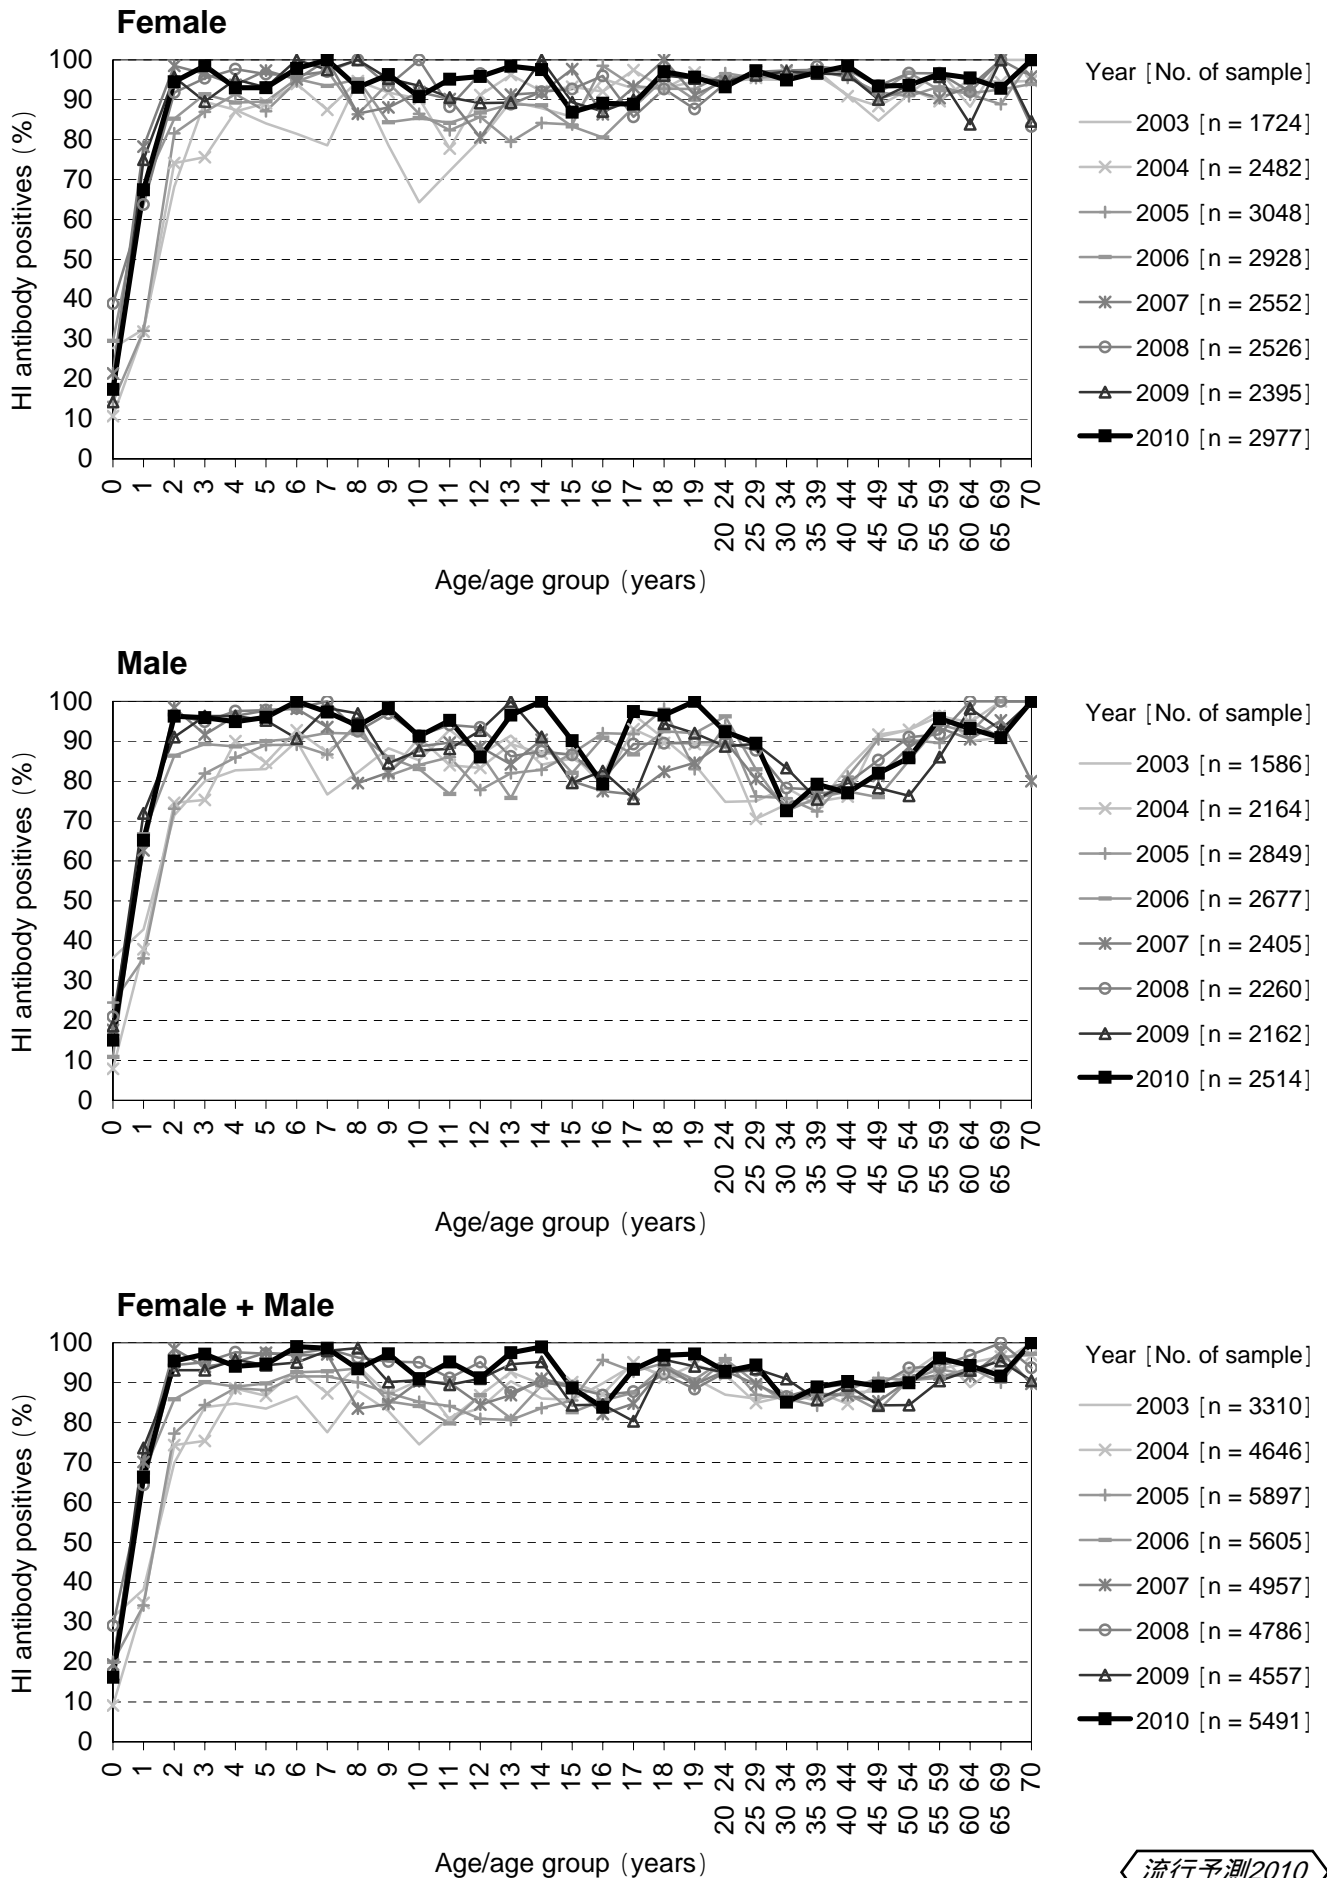 Female
HI antibody positives (%)
100
90
80
70
60
50
40
30
20
10
0
0 1 2 3 4 5 6 7 8 9 10 11 12 13 14 15 16 17 18 19 20 24 25 29 30 34 35 39 40 44 45 49 50 54 55 59 60 64 65 69 70
Age/age group (years)
Year [No. of sample]
2003 [n = 1724]
2004 [n = 2482]
2005 [n = 3048]
2006 [n = 2928]
2007 [n = 2552]
2008 [n = 2526]
2009 [n = 2395]
2010 [n = 2977]
Male
HI antibody positives (%)
100
90
80
70
60
50
40
30
20
10
0
0 1 2 3 4 5 6 7 8 9 10 11 12 13 14 15 16 17 18 19 20 24 25 29 30 34 35 39 40 44 45 49 50 54 55 59 60 64 65 69 70
Age/age group (years)
Year [No. of sample]
2003 [n = 1586]
2004 [n = 2164]
2005 [n = 2849]
2006 [n = 2677]
2007 [n = 2405]
2008 [n = 2260]
2009 [n = 2162]
2010 [n = 2514]
Female + Male
HI antibody positives (%)
100
90
80
70
60
50
40
30
20
10
0
0 1 2 3 4 5 6 7 8 9 10 11 12 13 14 15 16 17 18 19 20 24 25 29 30 34 35 39 40 44 45 49 50 54 55 59 60 64 65 69 70
Age/age group (years)
Year [No. of sample]
2003 [n = 3310]
2004 [n = 4646]
2005 [n = 5897]
2006 [n = 5605]
2007 [n = 4957]
2008 [n = 4786]
2009 [n = 4557]
2010 [n = 5491]
流行予測2010